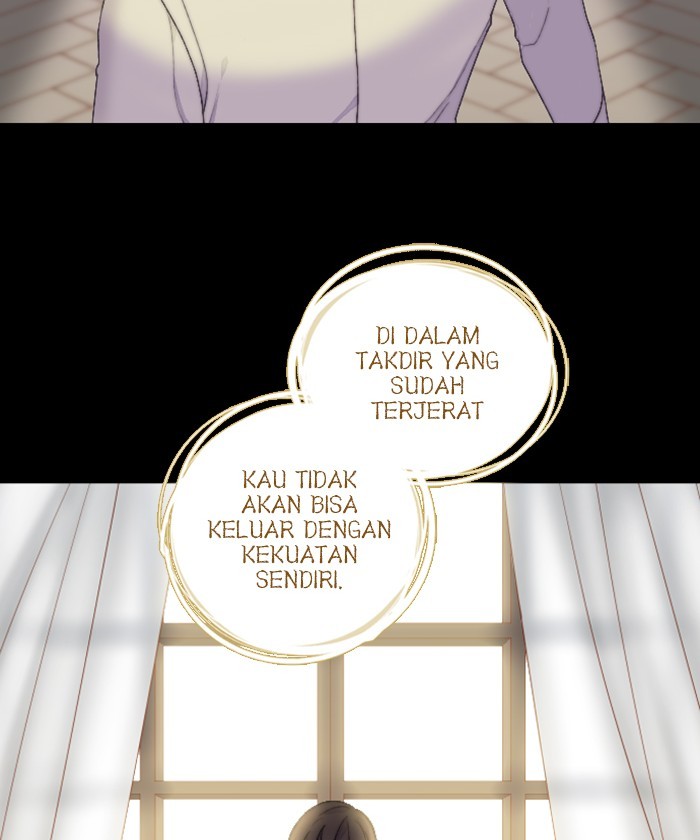 DI DALAM
TAKDIR YANG
SUDAH
TERJERAT
KAU TIDAK
AKAN BISA
KELUAR DENGAN
KEKUATAN
SENDIRI.